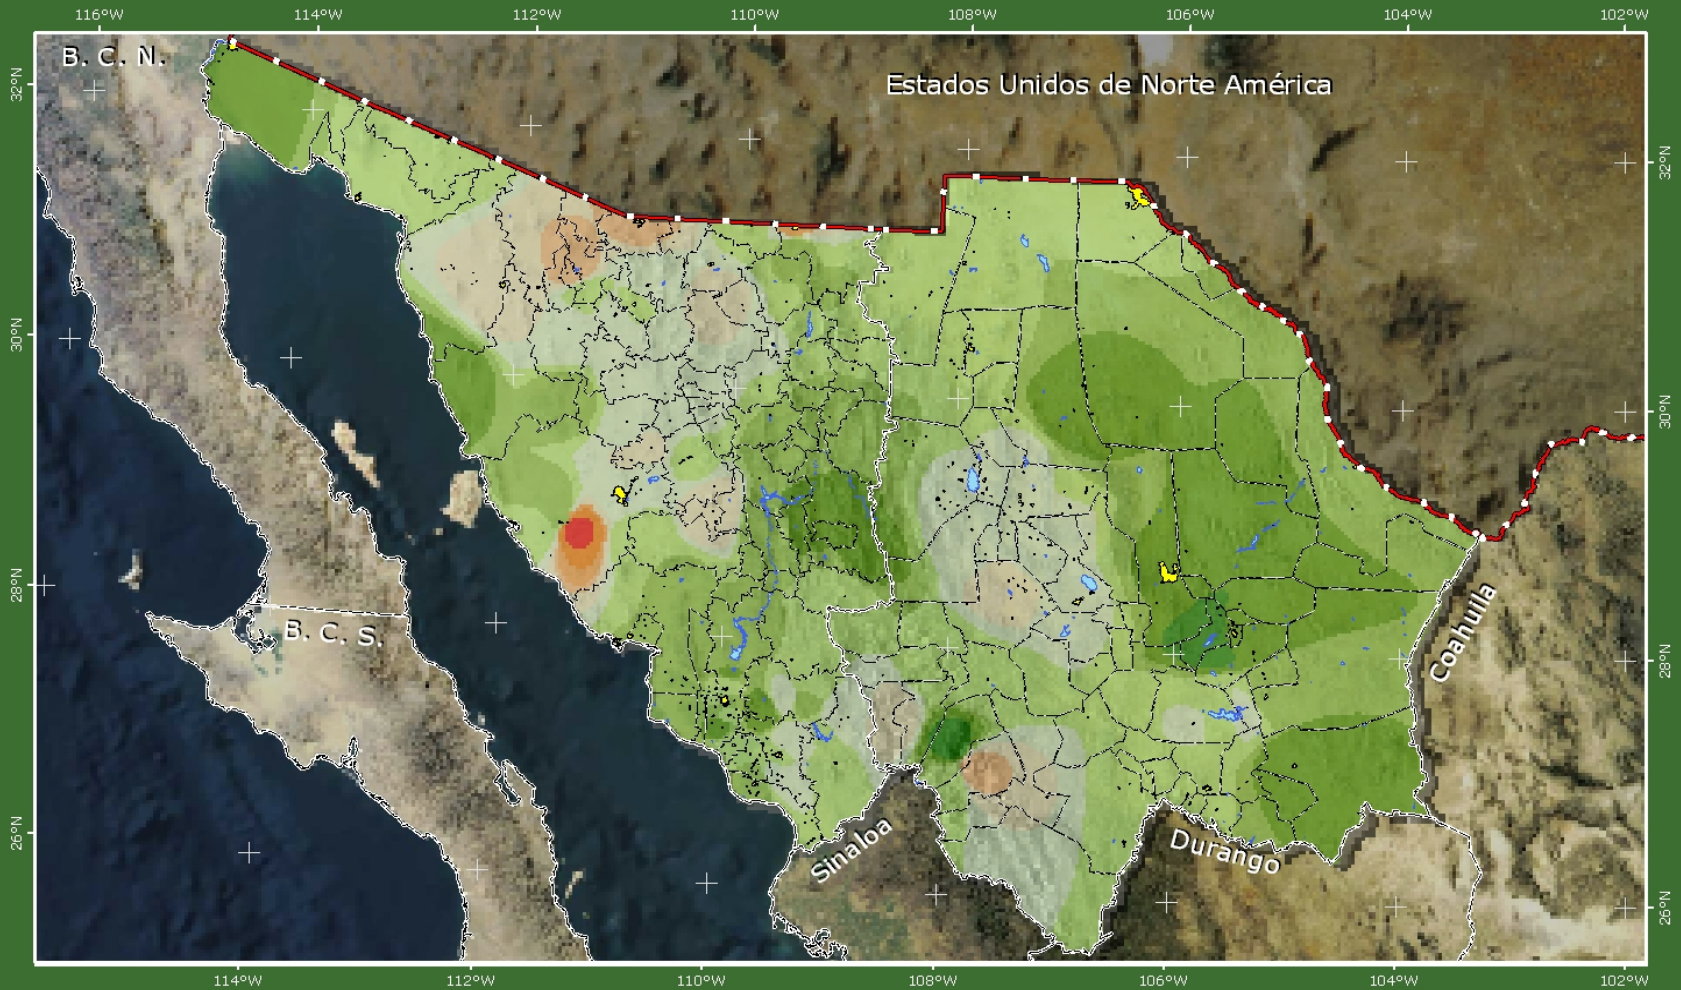 116°W 114°W 112°W 110°W 108°W 106°W 104°W 102°W
B. C. N.
Estados Unidos de Norte América
32°N
32°N
30°N
30°N
28°N
28°N
B. C. S.
Coahuila
Sinaloa
Durango
26°N
26°N
114°W 112°W 110°W 108°W 106°W 104°W 102°W